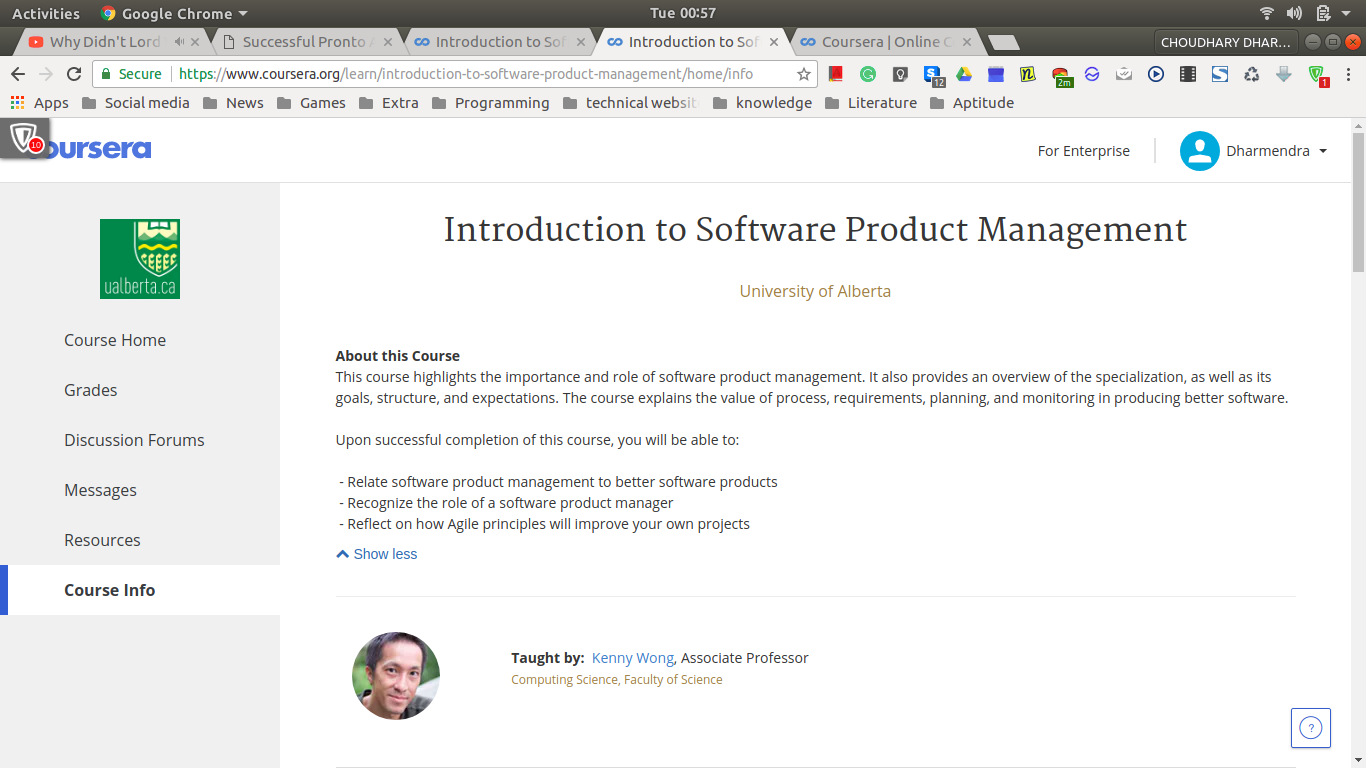 Activities Google Chrome Tue 00:57
Why Didn't Lord Successful Pronto A Introduction to Sof Introduction to Sof Coursera | Online C CHOUDHARY DHAR...
Secure https://www.coursera.org/learn/introduction-to-software-product-management/home/info 12 2m 1
Apps Social media News Games Extra Programming technical websit knowledge Literature Aptitude
10 oursera For Enterprise Dharmendra
ualberta.ca
Introduction to Software Product Management
University of Alberta
Course Home
Grades
Discussion Forums
Messages
Resources
Course Info
About this Course
This course highlights the importance and role of software product management. It also provides an overview of the specialization, as well as its
goals, structure, and expectations. The course explains the value of process, requirements, planning, and monitoring in producing better software.
Upon successful completion of this course, you will be able to:
- Relate software product management to better software products
- Recognize the role of a software product manager
- Reflect on how Agile principles will improve your own projects
Show less
Taught by: Kenny Wong, Associate Professor
Computing Science, Faculty of Science
?